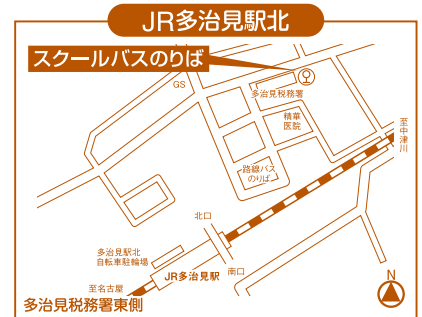 JR多治見駅北
スクールバスのりば
GS
多治見税務署
精華
医院
至中津川
路線バス
のりば
北口
多治見駅北
自転車駐輪場
JR多治見駅
南口
至名古屋
N
多治見税務署東側